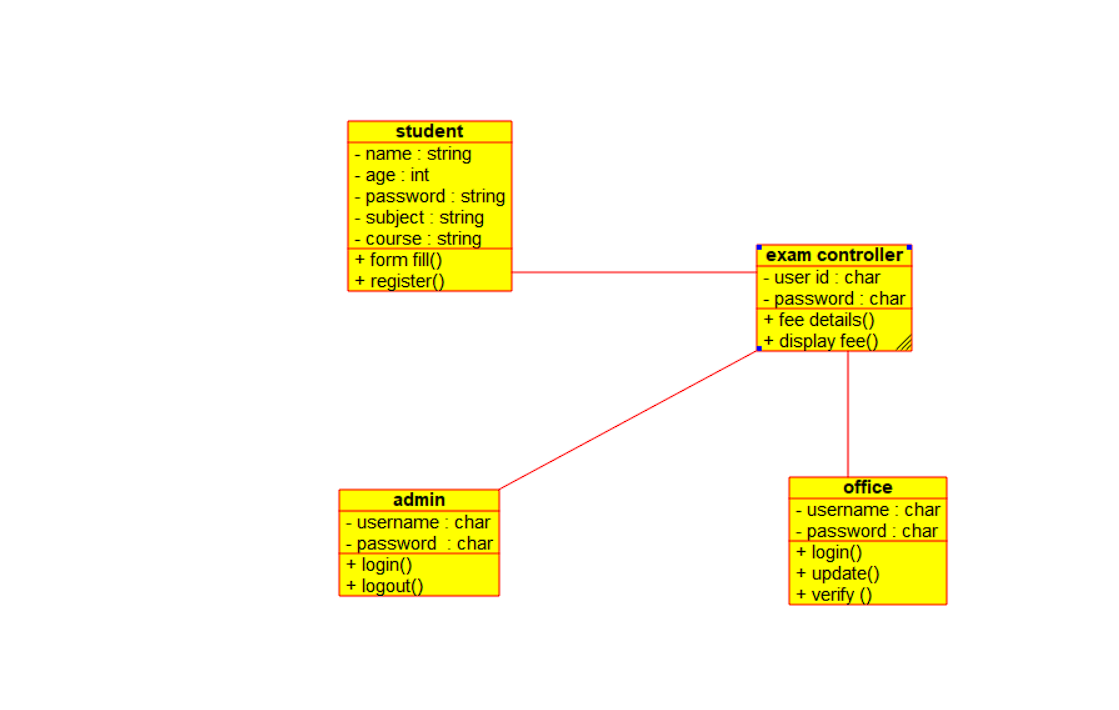 student
- name : string
- age : int
- password : string
- subject : string
- course : string
+ form fill()
+ register()
exam controller
- user id : char
- password : char
+ fee details()
+ display fee()
admin
- username : char
- password  : char
+ login()
+ logout()
office
- username : char
- password : char
+ login()
+ update()
+ verify ()